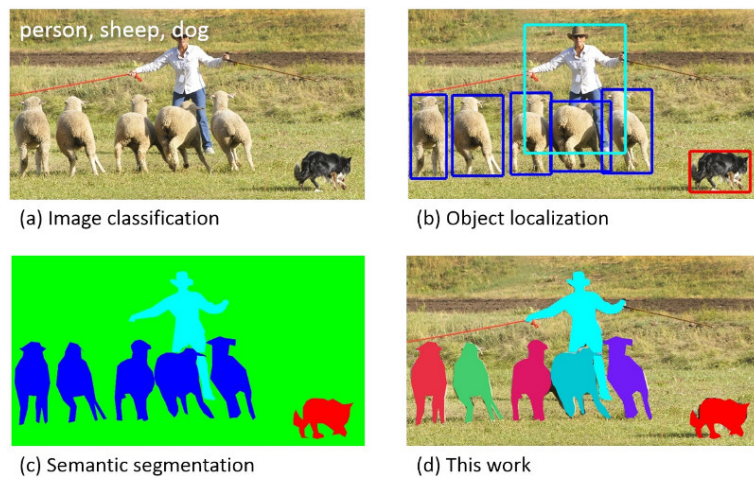 person, sheep, dog
(a) Image classification
(b) Object localization
(c) Semantic segmentation
(d) This work